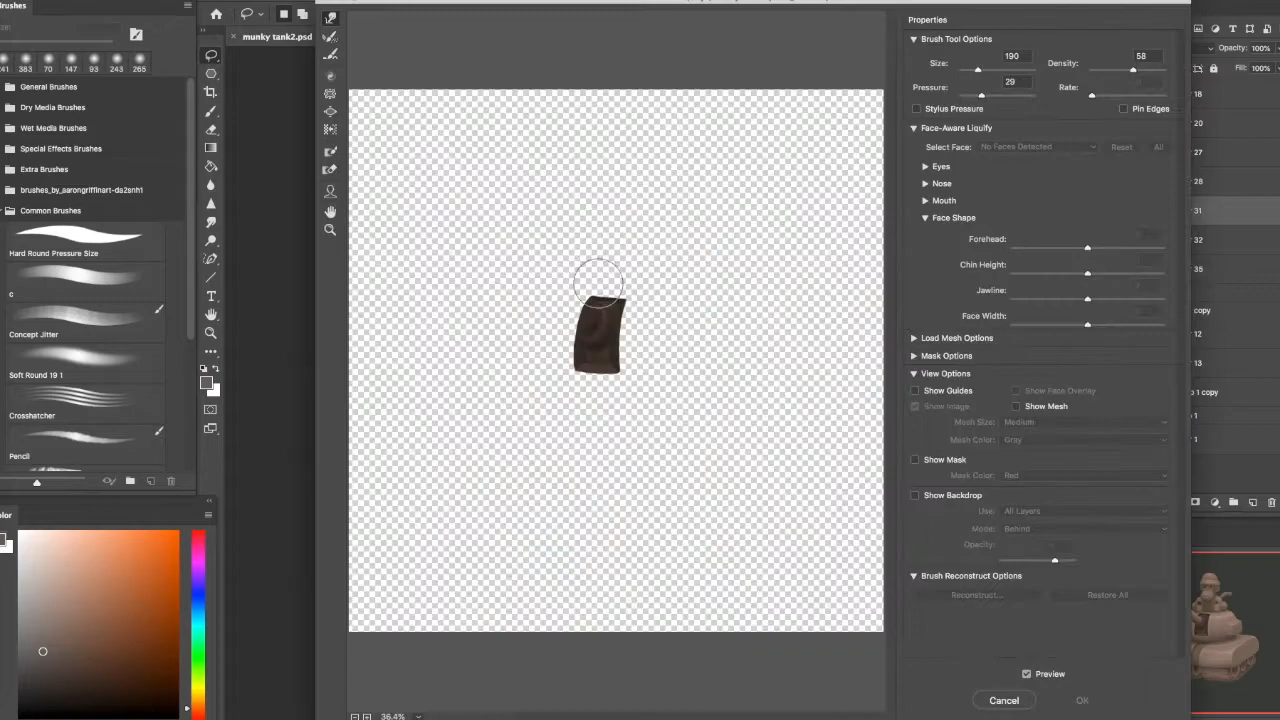 Brushes
munky tank2.psd
241 383 70 147 93 243 265
General Brushes
Dry Media Brushes
Wet Media Brushes
Special Effects Brushes
Extra Brushes
brushes_by_aarongriffinart-da2snh1
Common Brushes
Hard Round Pressure Size
c
Concept Jitter
Soft Round 19 1
Crosshatcher
Pencil
Color
36.4%
Properties
Brush Tool Options
Size: 190 Density: 58
Pressure: 29 Rate:
Stylus Pressure Pin Edges
Face-Aware Liquify
Select Face: No Faces Detected Reset All
Eyes
Nose
Mouth
Face Shape
Forehead:
Chin Height:
Jawline:
Face Width:
Load Mesh Options
Mask Options
View Options
Show Guides Show Face Overlay
Show Image Show Mesh
Mesh Size: Medium
Mesh Color: Gray
Show Mask
Mask Color: Red
Show Backdrop
Use: All Layers
Mode: Behind
Opacity:
Brush Reconstruct Options
Reconstruct... Restore All
Preview
Cancel OK
Opacity: 100%
Fill: 100%
18
20
27
28
31
32
35
copy
12
13
1 copy
1
1